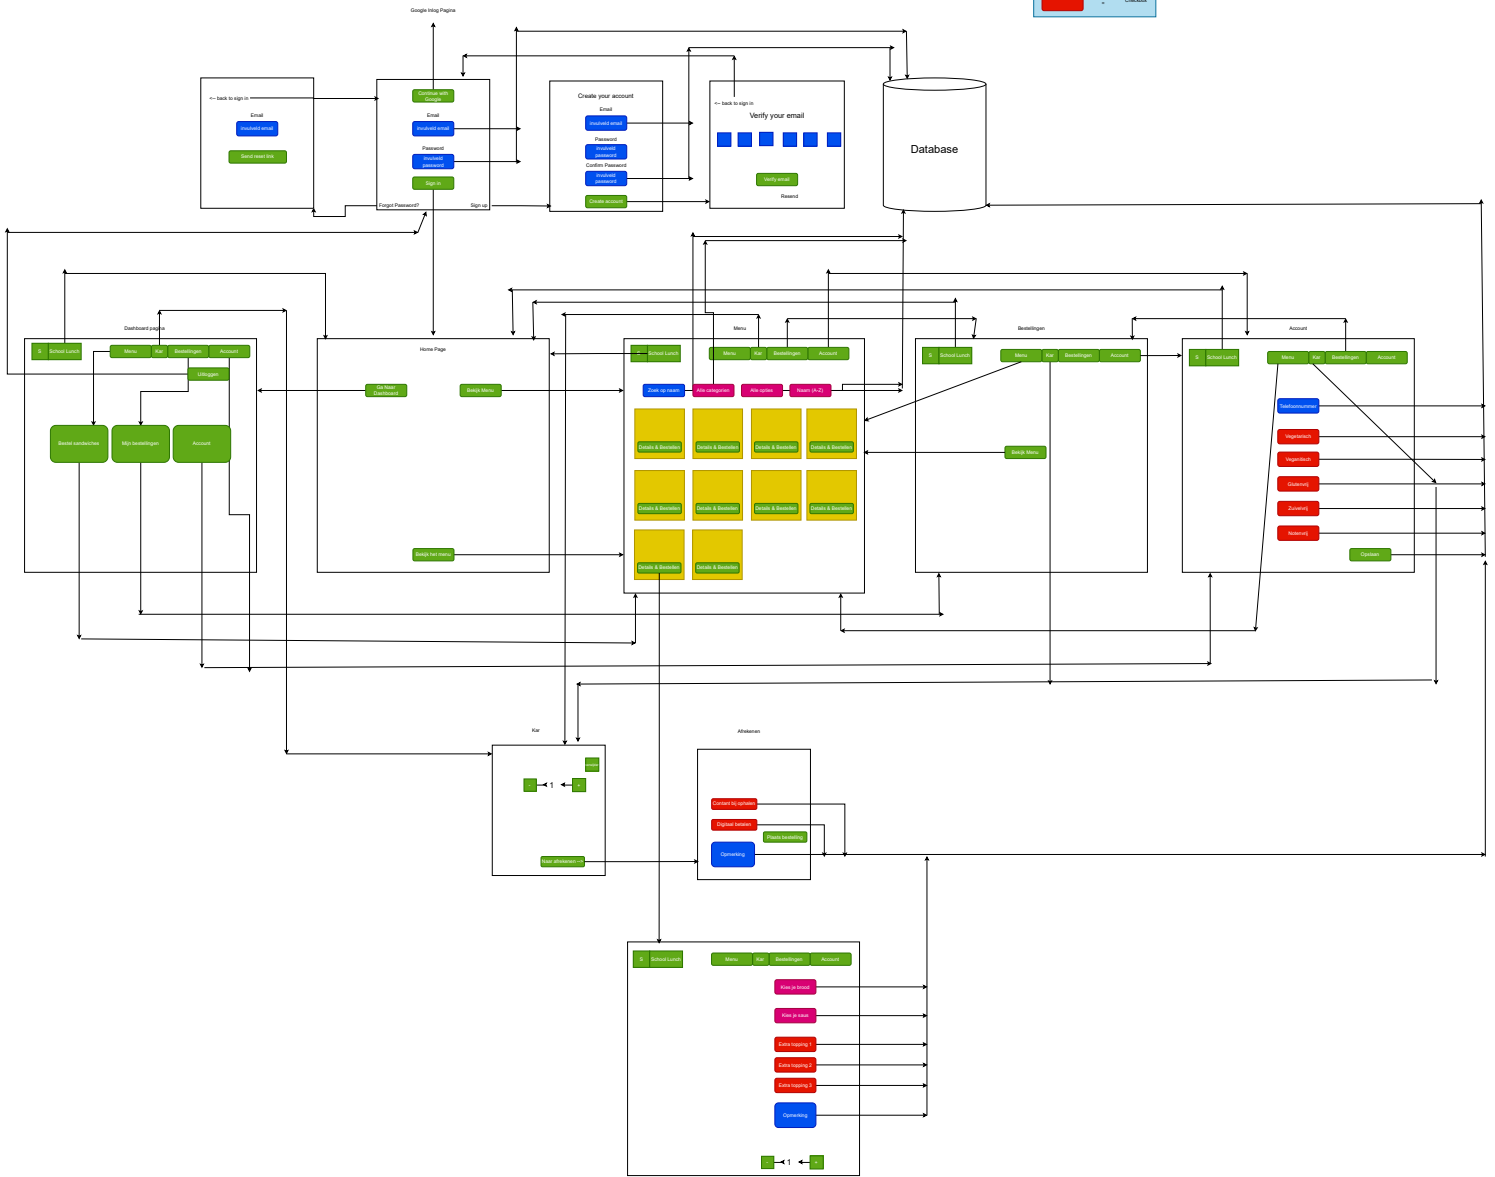 Google Inlog Pagina
=
Checkbox
<-- back to sign in
Email
invulveld email
Send reset link
Continue with
Google
Email
invulveld email
Password
invulveld
password
Sign in
Forgot Password?
Sign up
Create your account
Email
invulveld email
Password
invulveld
password
Confirm Password
invulveld
password
Create account
<-- back to sign in
Verify your email
Verify email
Resend
Database
Dashboard pagina
S
School Lunch
Menu
Kar
Bestellingen
Account
Uitloggen
Bestel sandwiches
Mijn bestellingen
Account
Home Page
Ga Naar
Dashboard
Bekijk Menu
Bekijk het menu
Menu
School Lunch
Menu
Kar
Bestellingen
Account
Zoek op naam
Alle categorien
Alle opties
Naam (A-Z)
Details & Bestellen
Details & Bestellen
Details & Bestellen
Details & Bestellen
Details & Bestellen
Details & Bestellen
Details & Bestellen
Details & Bestellen
Details & Bestellen
Details & Bestellen
Bestellingen
S
School Lunch
Menu
Kar
Bestellingen
Account
Bekijk Menu
Account
S
School Lunch
Menu
Kar
Bestellingen
Account
Telefoonnummer
Vegetarisch
Veganistisch
Glutenvrij
Zuivelvrij
Notenvrij
Opslaan
Kar
-
1
+
Naar afrekenen -->
Afrekenen
Contant bij ophalen
Digitaal betalen
Plaats bestelling
Opmerking
S
School Lunch
Menu
Kar
Bestellingen
Account
Kies je brood
Kies je saus
Extra topping 1
Extra topping 2
Extra topping 3
Opmerking
-
1
+